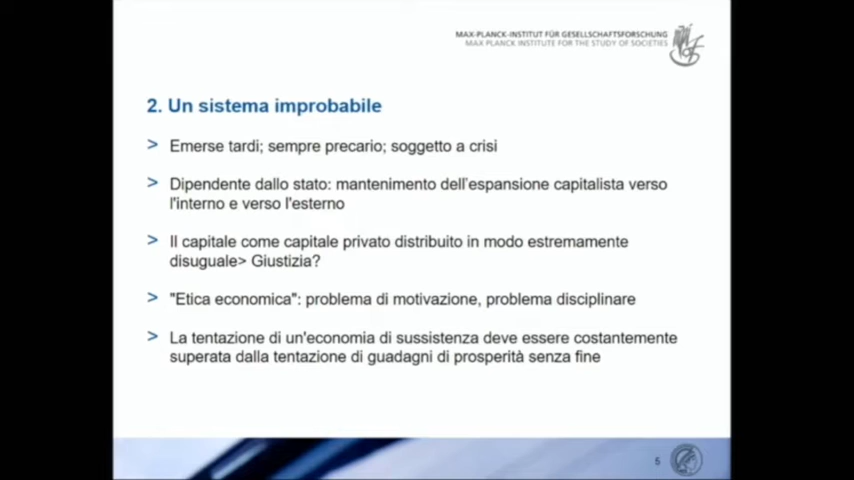 MAX-PLANCK-INSTITUT FÜR GESELLSCHAFTSFORSCHUNG
MAX PLANCK INSTITUTE FOR THE STUDY OF SOCIETIES
2. Un sistema improbabile
> Emerse tardi; sempre precario; soggetto a crisi
> Dipendente dallo stato: mantenimento dell'espansione capitalista verso
l'interno e verso l'esterno
> Il capitale come capitale privato distribuito in modo estremamente
disuguale> Giustizia?
> "Etica economica": problema di motivazione, problema disciplinare
> La tentazione di un'economia di sussistenza deve essere costantemente
superata dalla tentazione di guadagni di prosperità senza fine
5